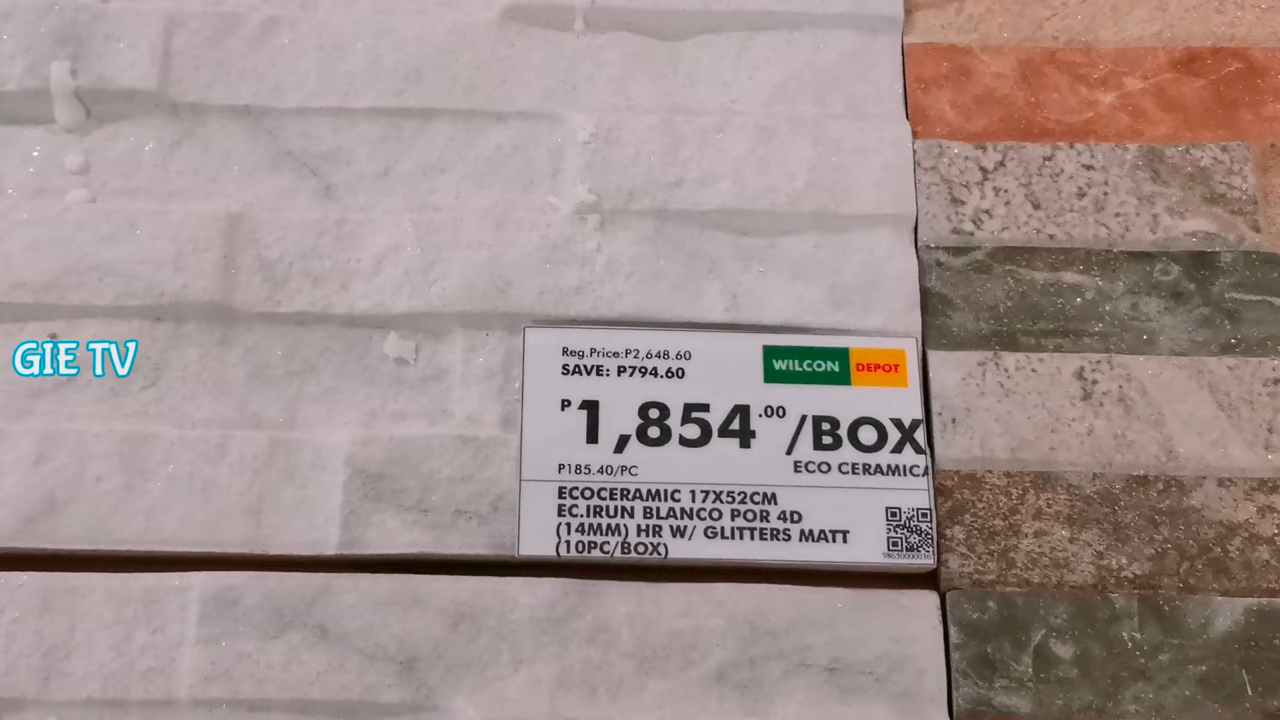 GIE TV
Reg.Price:P2,648.60
SAVE: P794.60
WILCON DEPOT
P1,854.00/BOX
P185.40/PC
ECO CERAMICA
ECOCERAMIC 17X52CM
EC.IRUN BLANCO POR 4D
(14MM) HR W/ GLITTERS MATT
(10PC/BOX)